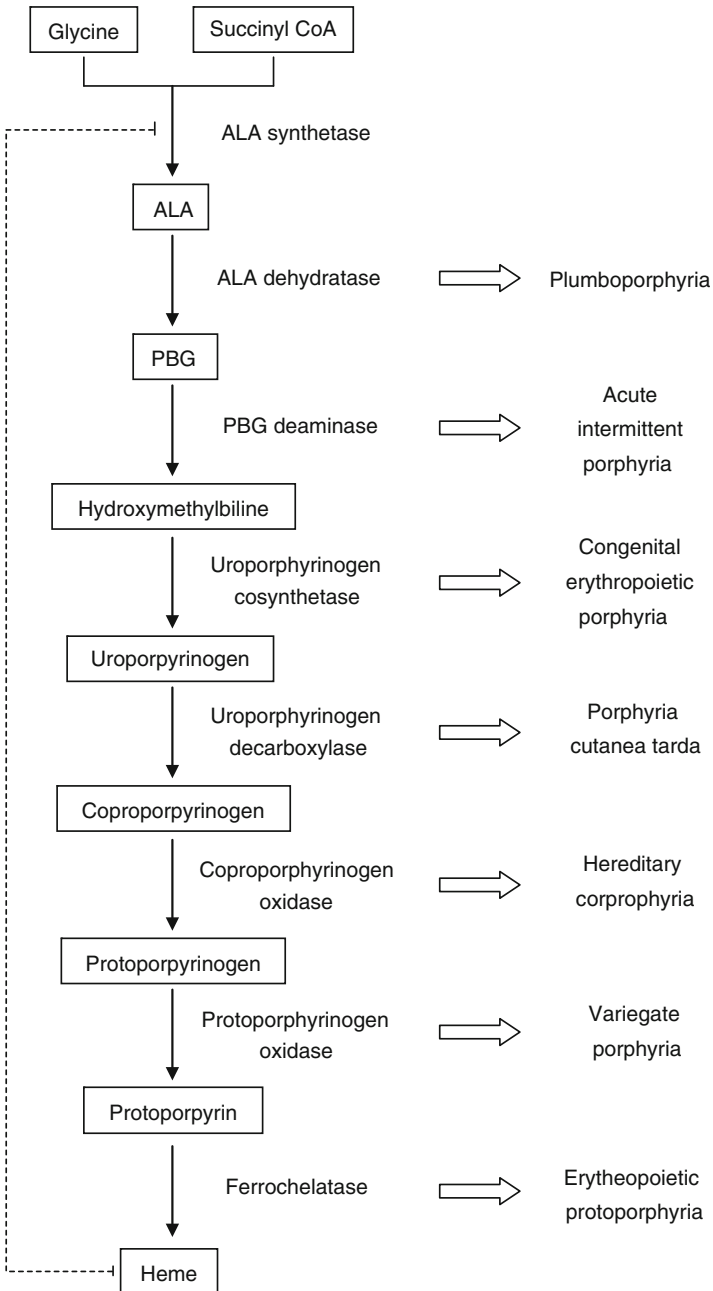 Glycine
Succinyl CoA
ALA synthetase
ALA
ALA dehydratase
Plumboporphyria
PBG
PBG deaminase
Acute
intermittent
porphyria
Hydroxymethylbiline
Uroporphyrinogen
cosynthetase
Congenital
erythropoietic
porphyria
Uroporpyrinogen
Uroporphyrinogen
decarboxylase
Porphyria
cutanea tarda
Coproporpyrinogen
Coproporphyrinogen
oxidase
Hereditary
corprophyria
Protoporpyrinogen
Protoporphyrinogen
oxidase
Variegate
porphyria
Protoporpyrin
Ferrochelatase
Erytheopoietic
protoporphyria
Heme